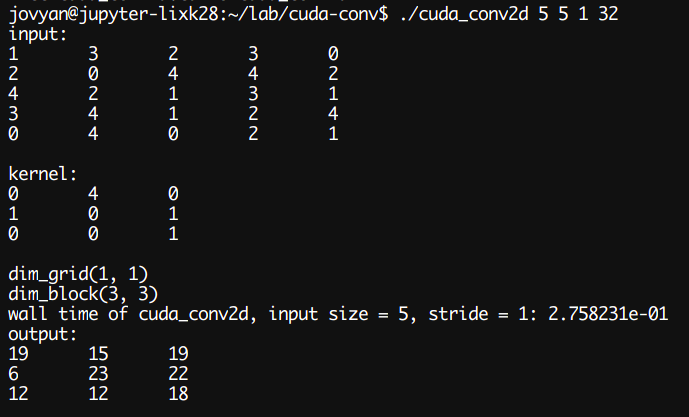 jovyan@jupyter-lixk28:~/lab/cuda-conv$ ./cuda_conv2d 5 5 1 32
input:
1 3 2 3 0
2 0 4 4 2
4 2 1 3 1
3 4 1 2 4
0 4 0 2 1
kernel:
0 4 0
1 0 1
0 0 1
dim_grid(1, 1)
dim_block(3, 3)
wall time of cuda_conv2d, input size = 5, stride = 1: 2.758231e-01
output:
19 15 19
6 23 22
12 12 18